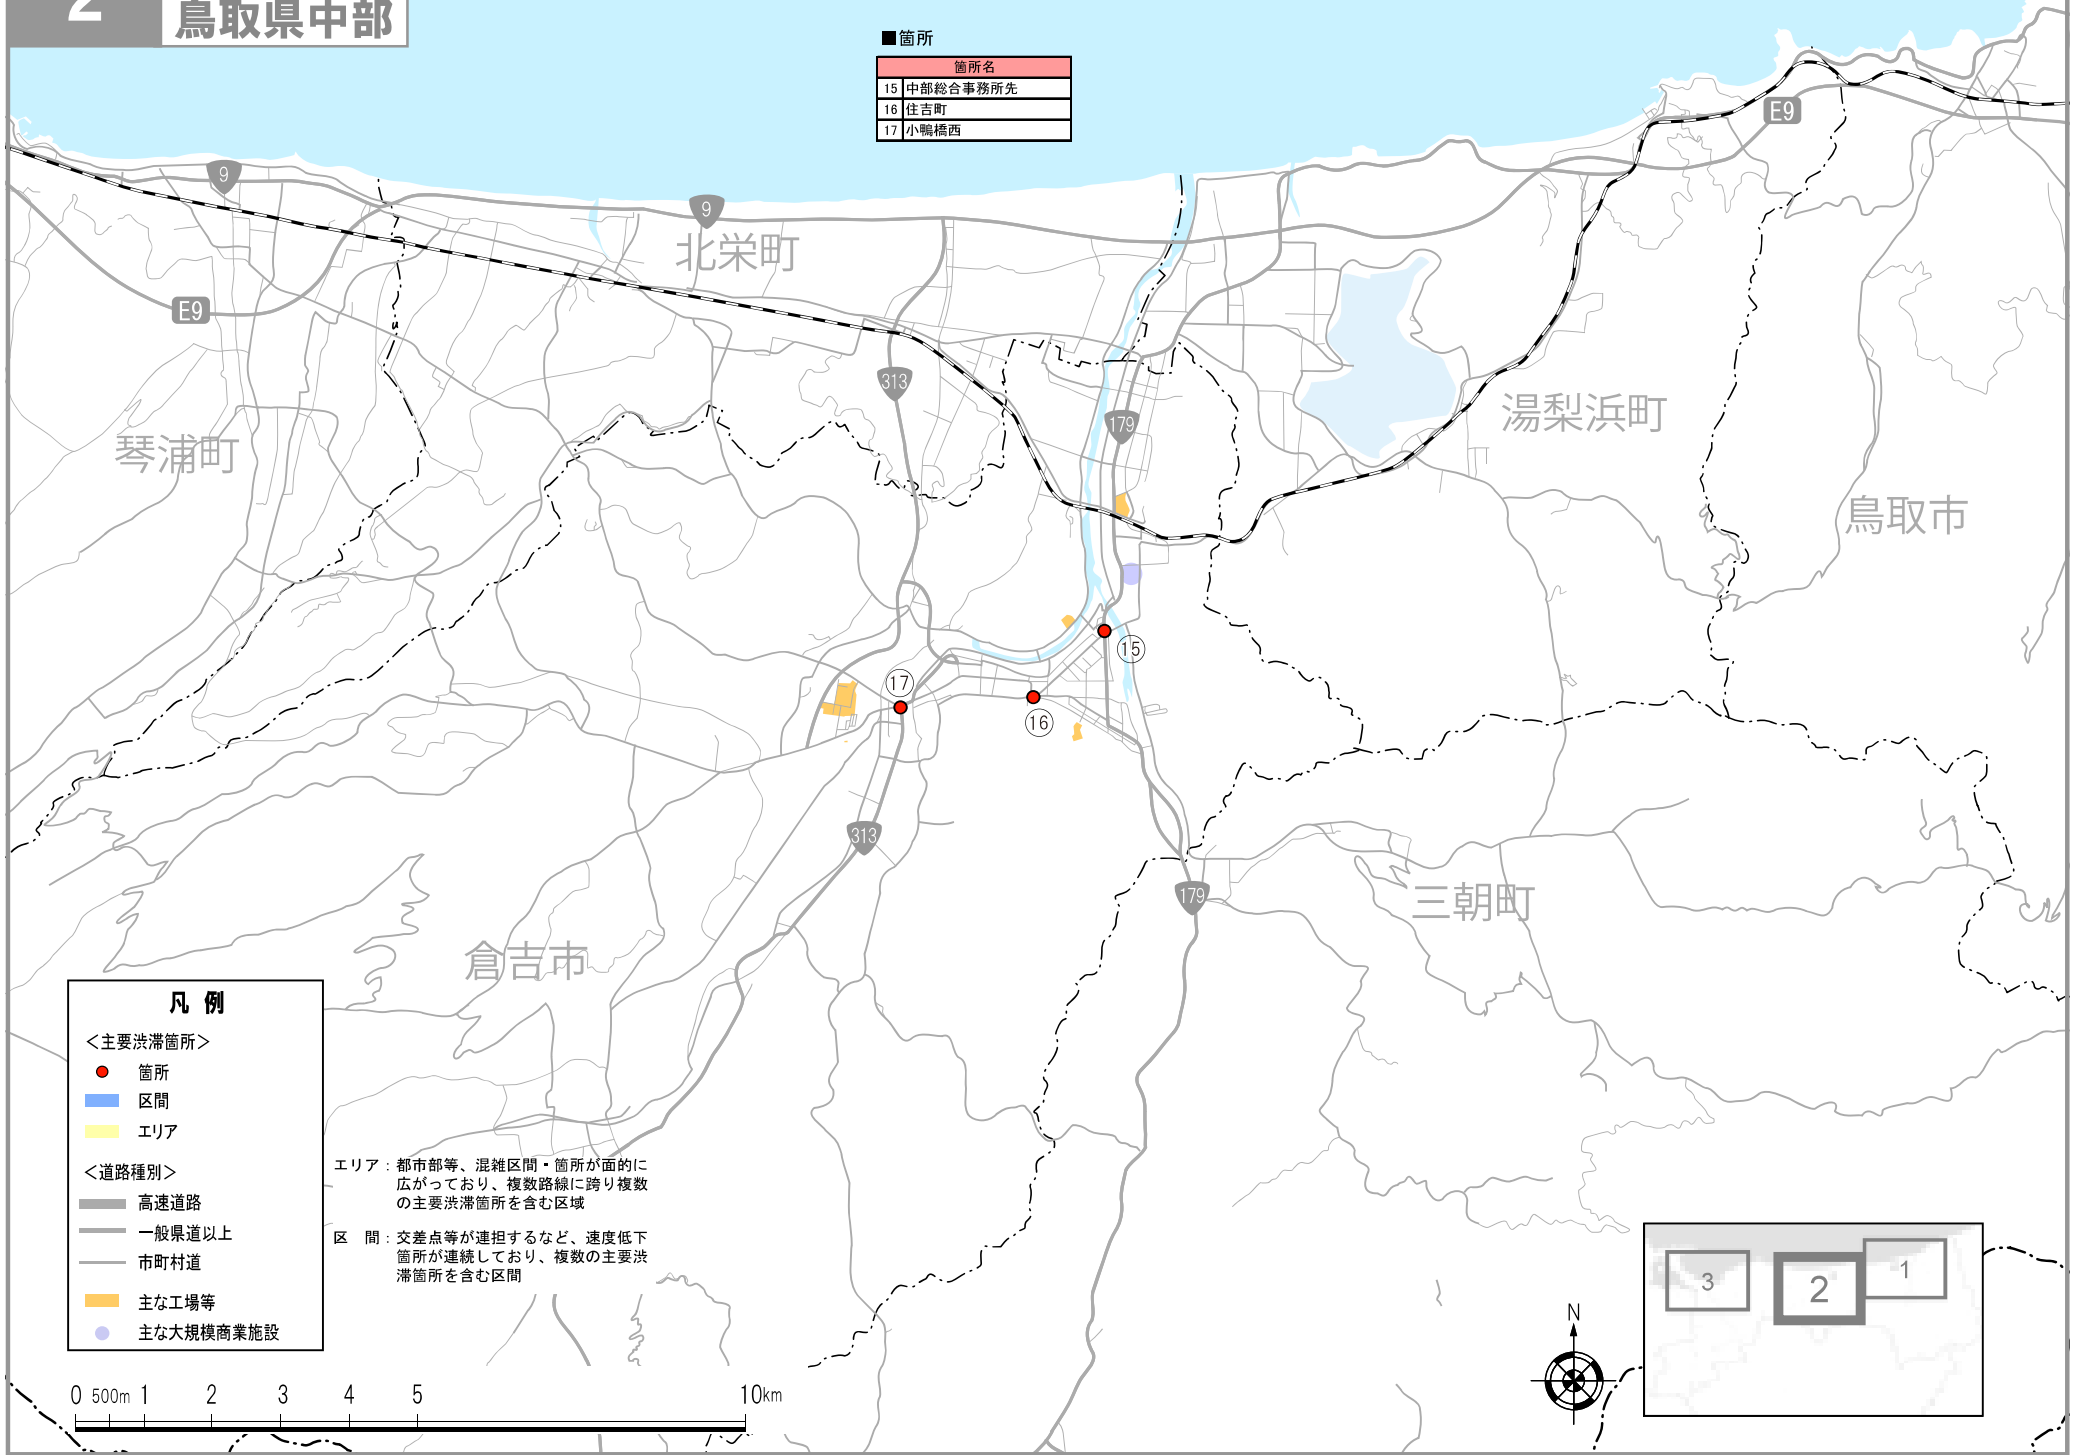 2
鳥取県中部
■箇所
箇所名
15 中部総合事務所先
16 住吉町
17 小鴨橋西
E9
9
9
北栄町
E9
313
179
湯梨浜町
琴浦町
鳥取市
15
17
16
313
179
三朝町
倉吉市
凡 例
<主要渋滞箇所>
箇所
区間
エリア
<道路種別>
高速道路
一般県道以上
市町村道
主な工場等
主な大規模商業施設
エリア：都市部等、混雑区間・箇所が面的に
広がっており、複数路線に跨り複数
の主要渋滞箇所を含む区域
区 間：交差点等が連担するなど、速度低下
箇所が連続しており、複数の主要渋
滞箇所を含む区間
3
2
1
N
0 500m 1 2 3 4 5 10km